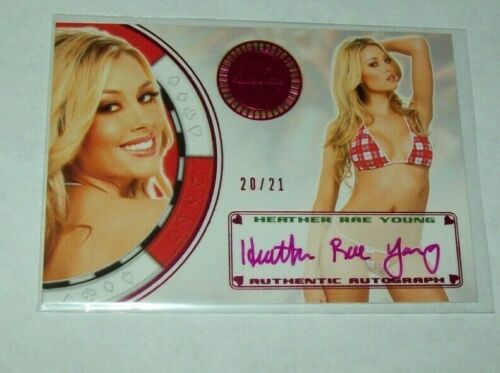 20/21
HEATHER RAE YOUNG
Heather Rae Young
AUTHENTIC AUTOGRAPH